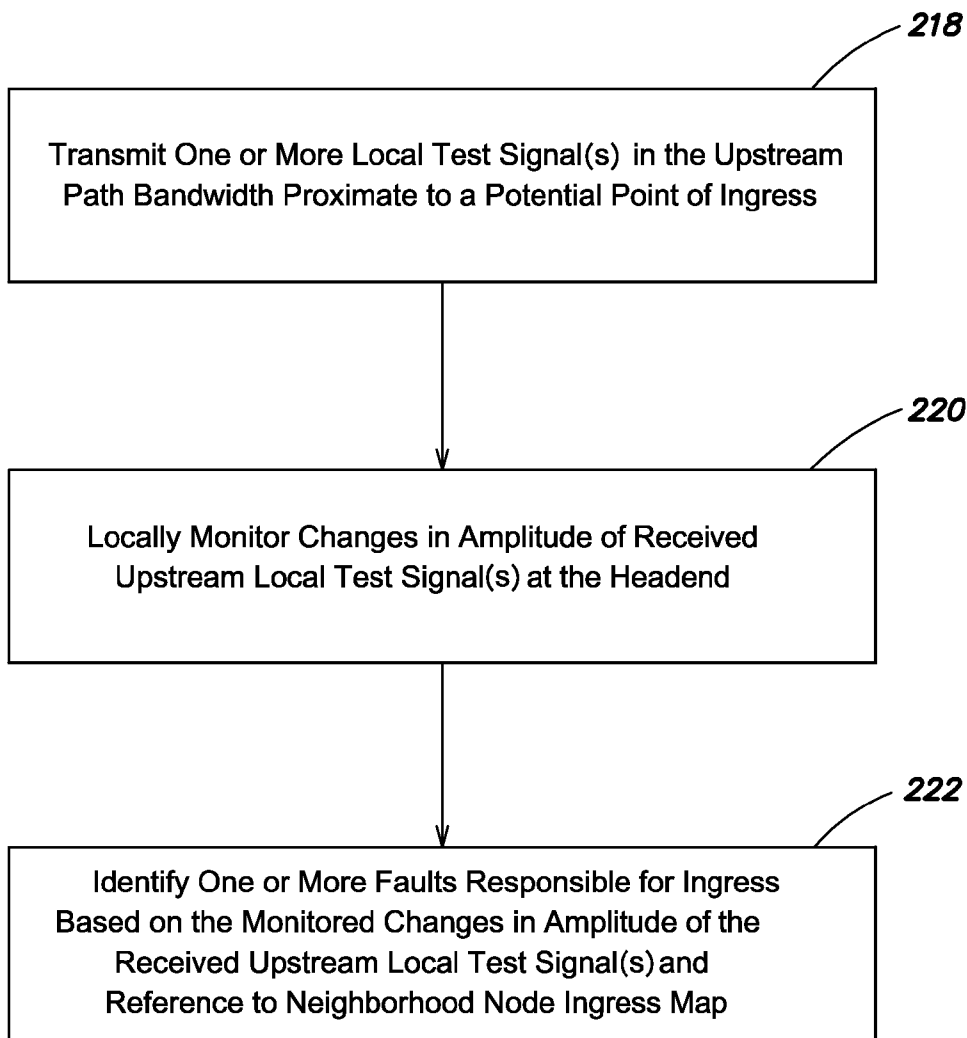 218
Transmit One or More Local Test Signal(s) in the Upstream
Path Bandwidth Proximate to a Potential Point of Ingress
220
Locally Monitor Changes in Amplitude of Received
Upstream Local Test Signal(s) at the Headend
222
Identify One or More Faults Responsible for Ingress
Based on the Monitored Changes in Amplitude of the
Received Upstream Local Test Signal(s) and
Reference to Neighborhood Node Ingress Map